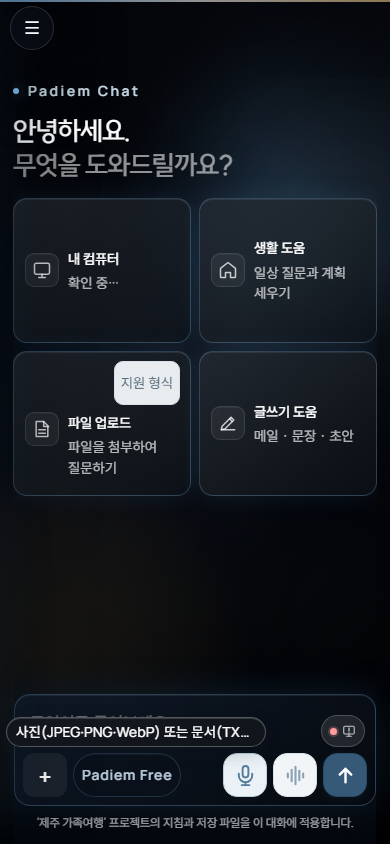 Padiem Chat
안녕하세요.
무엇을 도와드릴까요?
내 컴퓨터
확인 중…
생활 도움
일상 질문과 계획
세우기
지원 형식
파일 업로드
파일을 첨부하여
질문하기
글쓰기 도움
메일 · 문장 · 초안
사진(JPEG·PNG·WebP) 또는 문서(TX...
+
Padiem Free
'제주 가족여행' 프로젝트의 지침과 저장 파일을 이 대화에 적용합니다.